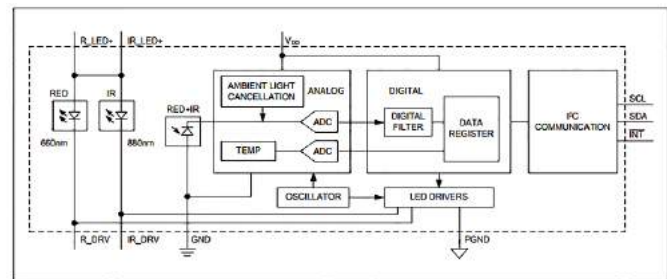 R_LED+ IR_LED+ VDD
RED IR RED+IR
660nm 880nm
AMBIENT LIGHT
CANCELLATION
ANALOG
ADC
TEMP
ADC
DIGITAL
DIGITAL
FILTER
DATA
REGISTER
I²C
COMMUNICATION
SCL
SDA
INT
OSCILLATOR
LED DRIVERS
R_DRV IR_DRV GND PGND